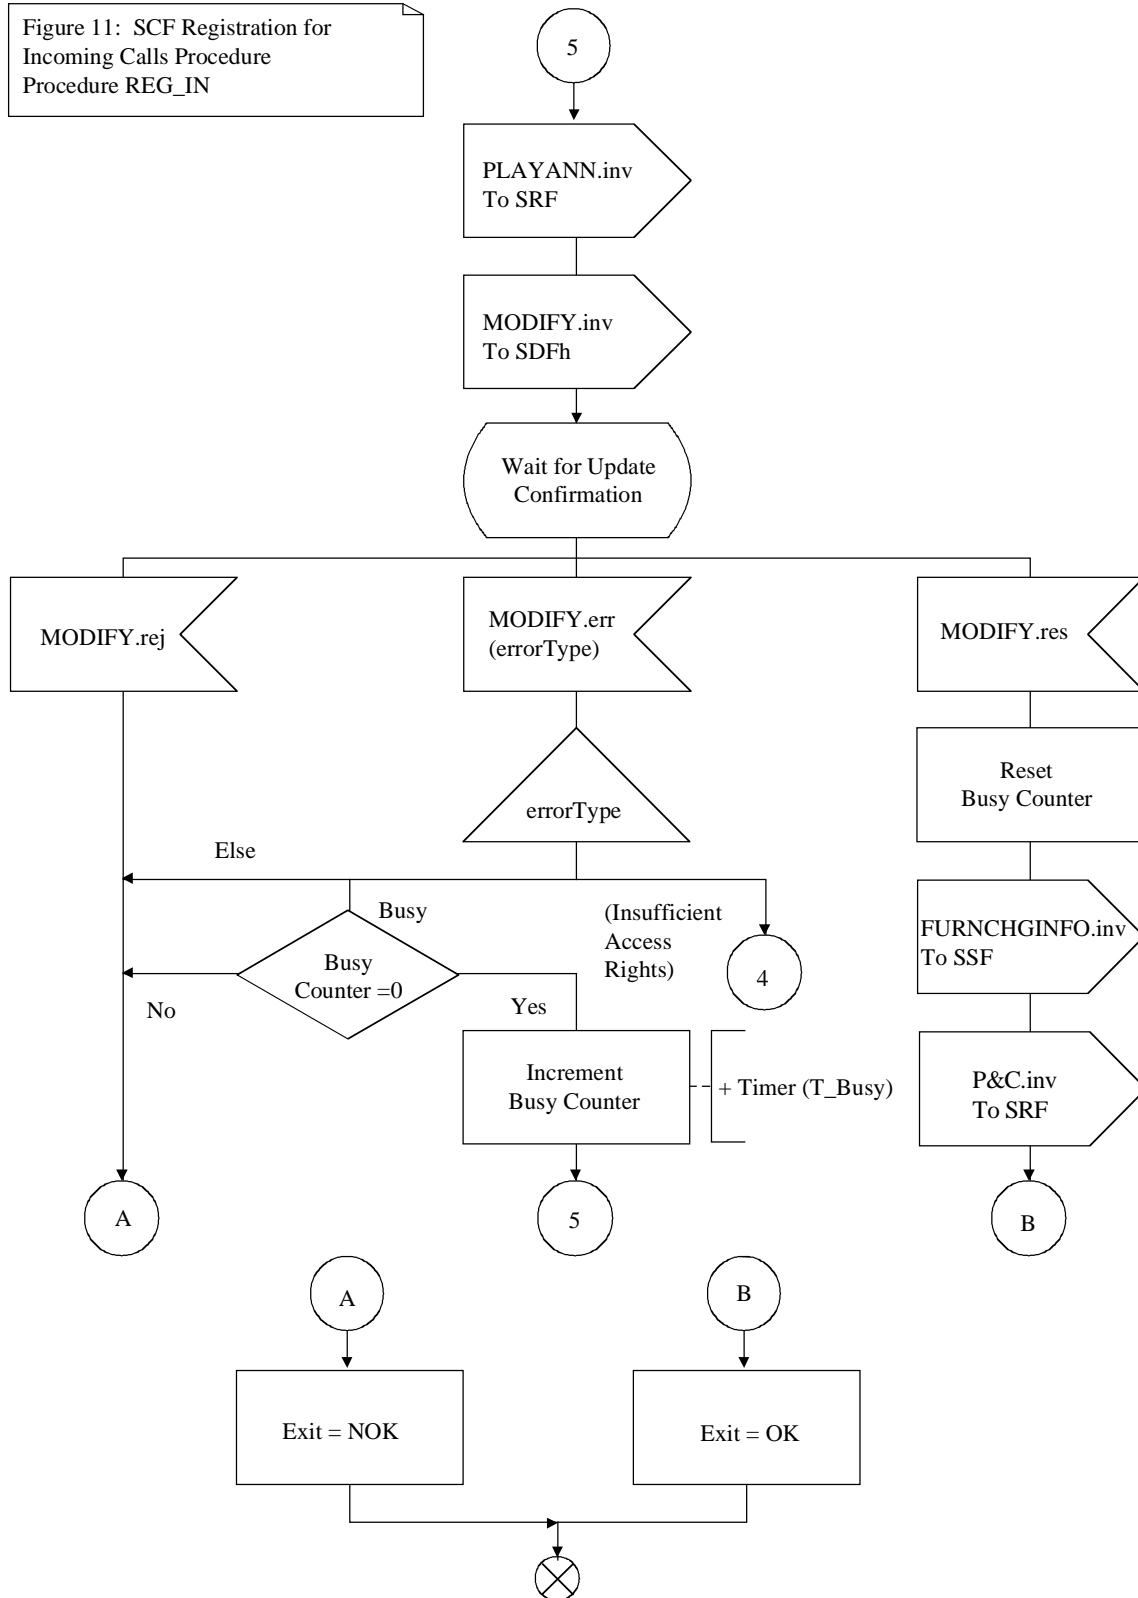 Figure 11: SCF Registration for
Incoming Calls Procedure
Procedure REG_IN
5
PLAYANN.inv
To SRF
MODIFY.inv
To SDFh
Wait for Update
Confirmation
MODIFY.rej
MODIFY.err
(errorType)
MODIFY.res
Reset
Busy Counter
errorType
Else
Busy
(Insufficient
Access
Rights)
FURNCHGINFO.inv
To SSF
Busy
Counter =0
4
No
Yes
Increment
Busy Counter
+ Timer (T_Busy)
P&C.inv
To SRF
A
5
B
A
B
Exit = NOK
Exit = OK